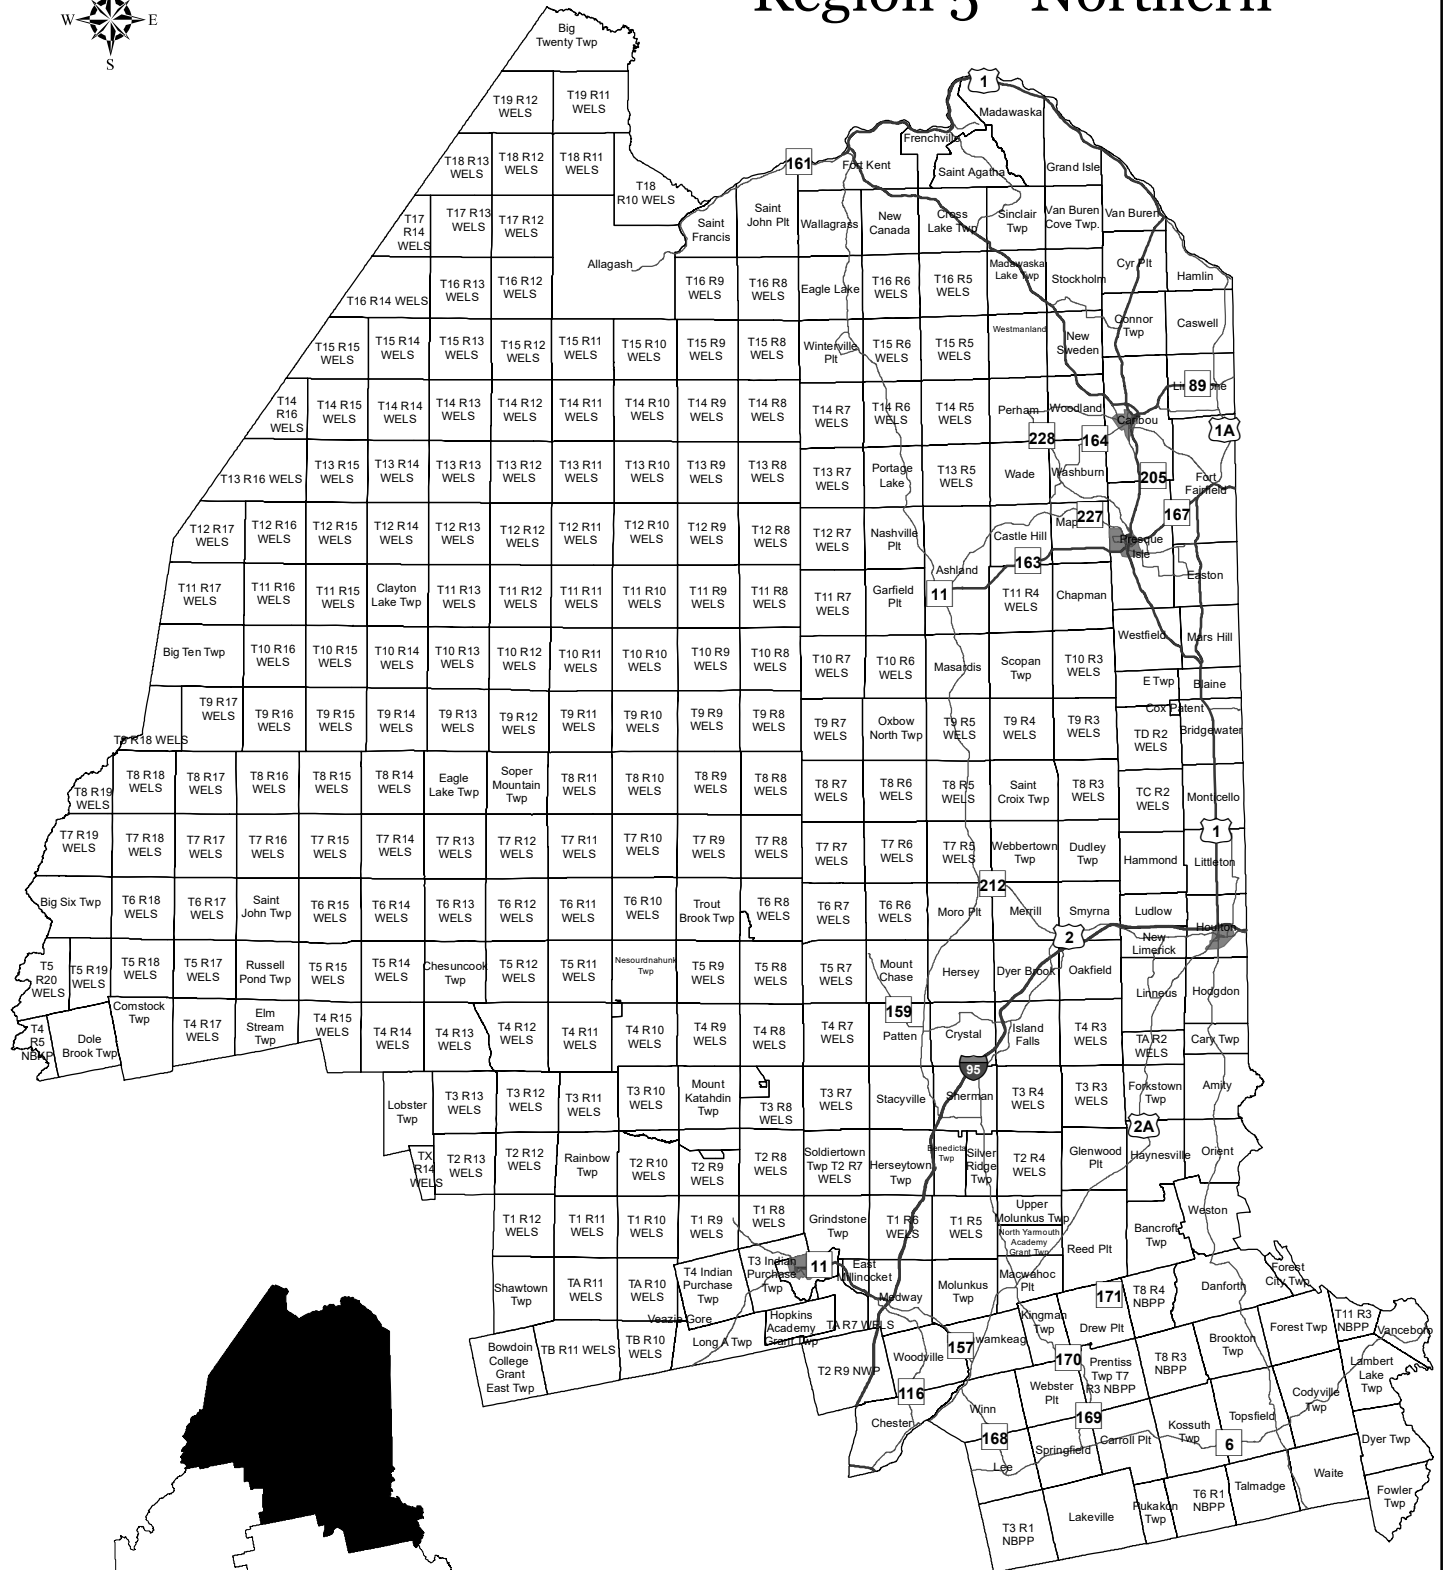 Region 5 - Northern
W
E
S
Big
Twenty Twp
T19 R12
WELS
T19 R11
WELS
1
Madawaska
Frenchville
161
Fort Kent
Saint Agatha
Grand Isle
T18 R13
WELS
T18 R12
WELS
T18 R11
WELS
T18
R10 WELS
T17
R14
WELS
T17 R13
WELS
T17 R12
WELS
Allagash
Saint
Francis
Saint
John Plt
Wallagrass
New
Canada
Cross
Lake Twp
Sinclair
Twp
Van Buren
Cove Twp.
Van Buren
T16 R14 WELS
T16 R13
WELS
T16 R12
WELS
T16 R9
WELS
T16 R8
WELS
Eagle Lake
T16 R6
WELS
T16 R5
WELS
Madawaska
Lake Twp
Stockholm
Cyr Plt
Hamlin
T15 R15
WELS
T15 R14
WELS
T15 R13
WELS
T15 R12
WELS
T15 R11
WELS
T15 R10
WELS
T15 R9
WELS
T15 R8
WELS
Winterville
Plt
T15 R6
WELS
T15 R5
WELS
Westmanland
New
Sweden
Connor
Twp
Caswell
T14
R16
WELS
T14 R15
WELS
T14 R14
WELS
T14 R13
WELS
T14 R12
WELS
T14 R11
WELS
T14 R10
WELS
T14 R9
WELS
T14 R8
WELS
T14 R7
WELS
T14 R6
WELS
T14 R5
WELS
Perham
Woodland
Caribou
89
1A
228
164
T13 R16 WELS
T13 R15
WELS
T13 R14
WELS
T13 R13
WELS
T13 R12
WELS
T13 R11
WELS
T13 R10
WELS
T13 R9
WELS
T13 R8
WELS
T13 R7
WELS
Portage
Lake
T13 R5
WELS
Wade
Washburn
205
Fort
Fairfield
T12 R17
WELS
T12 R16
WELS
T12 R15
WELS
T12 R14
WELS
T12 R13
WELS
T12 R12
WELS
T12 R11
WELS
T12 R10
WELS
T12 R9
WELS
T12 R8
WELS
T12 R7
WELS
Nashville
Plt
Castle Hill
227
167
Presque
Isle
163
T11 R17
WELS
T11 R16
WELS
T11 R15
WELS
Clayton
Lake Twp
T11 R13
WELS
T11 R12
WELS
T11 R11
WELS
T11 R10
WELS
T11 R9
WELS
T11 R8
WELS
T11 R7
WELS
Garfield
Plt
Ashland
11
T11 R4
WELS
Chapman
Easton
Big Ten Twp
T10 R16
WELS
T10 R15
WELS
T10 R14
WELS
T10 R13
WELS
T10 R12
WELS
T10 R11
WELS
T10 R10
WELS
T10 R9
WELS
T10 R8
WELS
T10 R7
WELS
T10 R6
WELS
Masardis
Scopan
Twp
T10 R3
WELS
Westfield
Mars Hill
E Twp
Blaine
T9 R18 WELS
T9 R17
WELS
T9 R16
WELS
T9 R15
WELS
T9 R14
WELS
T9 R13
WELS
T9 R12
WELS
T9 R11
WELS
T9 R10
WELS
T9 R9
WELS
T9 R8
WELS
T9 R7
WELS
Oxbow
North Twp
T9 R5
WELS
T9 R4
WELS
T9 R3
WELS
Cox Patent
TD R2
WELS
Bridgewater
T8 R19
WELS
T8 R18
WELS
T8 R17
WELS
T8 R16
WELS
T8 R15
WELS
T8 R14
WELS
Eagle
Lake Twp
Soper
Mountain
Twp
T8 R11
WELS
T8 R10
WELS
T8 R9
WELS
T8 R8
WELS
T8 R7
WELS
T8 R6
WELS
T8 R5
WELS
Saint
Croix Twp
T8 R3
WELS
TC R2
WELS
Monticello
T7 R19
WELS
T7 R18
WELS
T7 R17
WELS
T7 R16
WELS
T7 R15
WELS
T7 R14
WELS
T7 R13
WELS
T7 R12
WELS
T7 R11
WELS
T7 R10
WELS
T7 R9
WELS
T7 R8
WELS
T7 R7
WELS
T7 R6
WELS
T7 R5
WELS
Webbertown
Twp
Dudley
Twp
Hammond
1
Littleton
212
Big Six Twp
T6 R18
WELS
T6 R17
WELS
Saint
John Twp
T6 R15
WELS
T6 R14
WELS
T6 R13
WELS
T6 R12
WELS
T6 R11
WELS
T6 R10
WELS
Trout
Brook Twp
T6 R8
WELS
T6 R7
WELS
T6 R6
WELS
Moro Plt
Merrill
Smyrna
Ludlow
Houlton
2
New
Limerick
T5
R20
WELS
T5 R19
WELS
T5 R18
WELS
T5 R17
WELS
Russell
Pond Twp
T5 R15
WELS
T5 R14
WELS
Chesuncook
Twp
T5 R12
WELS
T5 R11
WELS
Nesourdnahunk
Twp
T5 R9
WELS
T5 R8
WELS
T5 R7
WELS
Mount
Chase
Hersey
Dyer Brook
Oakfield
Linneus
Hodgdon
T4
R5
NBKP
Dole
Brook Twp
Comstock
Twp
T4 R17
WELS
Elm
Stream
Twp
T4 R15
WELS
T4 R14
WELS
T4 R13
WELS
T4 R12
WELS
T4 R11
WELS
T4 R10
WELS
T4 R9
WELS
T4 R8
WELS
T4 R7
WELS
159
Patten
Crystal
Island
Falls
T4 R3
WELS
TA R2
WELS
Cary Twp
95
Lobster
Twp
T3 R13
WELS
T3 R12
WELS
T3 R11
WELS
T3 R10
WELS
Mount
Katahdin
Twp
T3 R8
WELS
T3 R7
WELS
Stacyville
Sherman
T3 R4
WELS
T3 R3
WELS
Forkstown
Twp
Amity
2A
TX
R14
WELS
T2 R13
WELS
T2 R12
WELS
Rainbow
Twp
T2 R10
WELS
T2 R9
WELS
T2 R8
WELS
Soldiertown
Twp T2 R7
WELS
Herseytown
Twp
Benedicta
Twp
Silver
Ridge
Twp
T2 R4
WELS
Glenwood
Plt
Haynesville
Orient
T1 R12
WELS
T1 R11
WELS
T1 R10
WELS
T1 R9
WELS
T1 R8
WELS
Grindstone
Twp
T1 R6
WELS
T1 R5
WELS
Upper
Molunkus Twp
North Yarmouth
Academy
Grant Twp
Reed Plt
Bancroft
Twp
Weston
Shawtown
Twp
TA R11
WELS
TA R10
WELS
T4 Indian
Purchase
Twp
T3 Indian
Purchase
Twp
11
East
Millinocket
Medway
Molunkus
Twp
Macwahoc
Plt
171
T8 R4
NBPP
Danforth
Forest
City Twp
Veazie Gore
Hopkins
Academy
Grant Twp
TA R7 WELS
Kingman
Twp
Drew Plt
Brookton
Twp
Forest Twp
T11 R3
NBPP
Vanceboro
Bowdoin
College
Grant
East Twp
TB R11 WELS
TB R10
WELS
Long A Twp
T2 R9 NWP
Woodville
157
170
Prentiss
Twp T7
R3 NBPP
T8 R3
NBPP
Lambert
Lake
Twp
116
Chester
Winn
Webster
Plt
169
Kossuth
Twp
Topsfield
Codyville
Twp
168
Lee
Springfield
Carroll Plt
6
Dyer Twp
T3 R1
NBPP
Lakeville
Pukakon
Twp
T6 R1
NBPP
Talmadge
Waite
Fowler
Twp